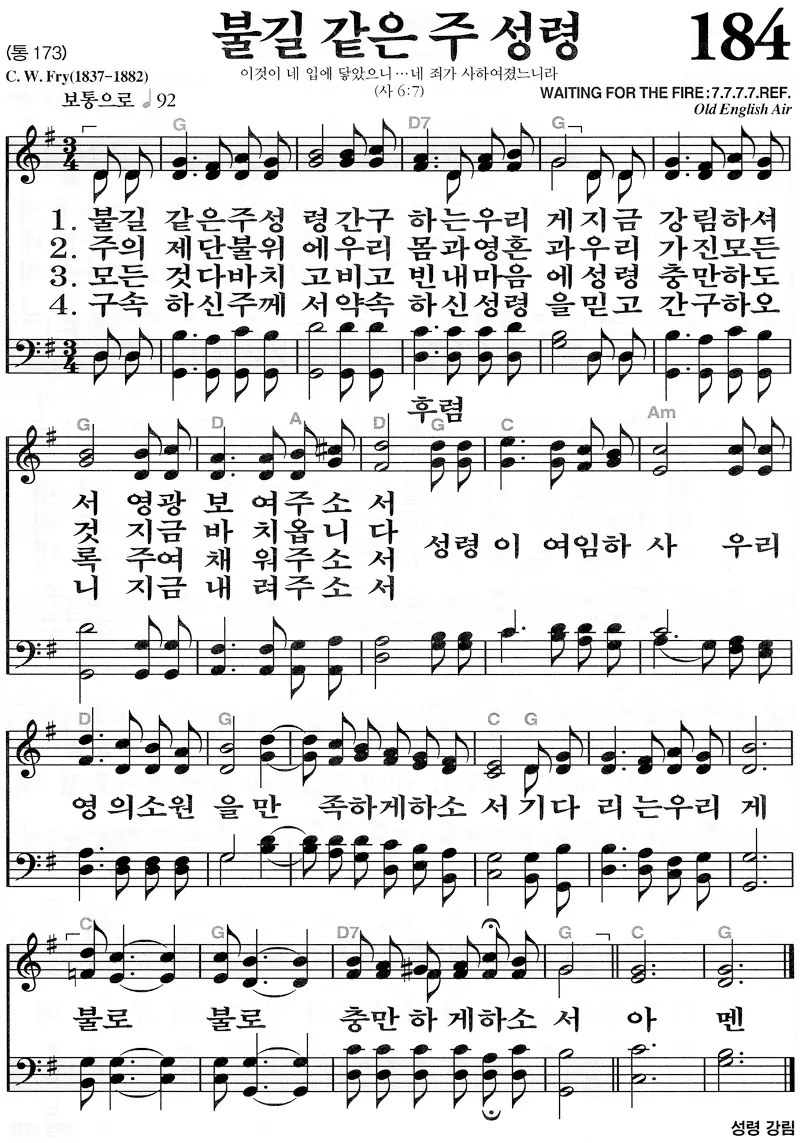 불길 같은 주 성령
184
(통 173)
C. W. Fry(1837-1882)
이것이 네 입에 닿았으니…네 죄가 사하여졌느니라
(사 6:7)
보통으로 ♩92
WAITING FOR THE FIRE : 7.7.7.7.REF.
Old English Air
G D7 G
1. 불길 같은주성 령간구 하는우리 게지금 강림하셔
2. 주의 제단불위 에우리 몸과영혼 과우리 가진모든
3. 모든 것다바치 고비고 빈내마음 에성령 충만하도
4. 구속 하신주께 서약속 하신성령 을믿고 간구하오
후렴
G D A D G C Am
서 영광 보 여주소서
것 지금 바 치옵니다
록 주여 채 워주소서
니 지금 내 려주소서
성령 이 여임하 사 우리
D G C G
영의소원 을만 족하게하소 서기다 리는우리 게
C G D7 G C G
불로 불로 충만하게하소 서 아 멘
성령 강림